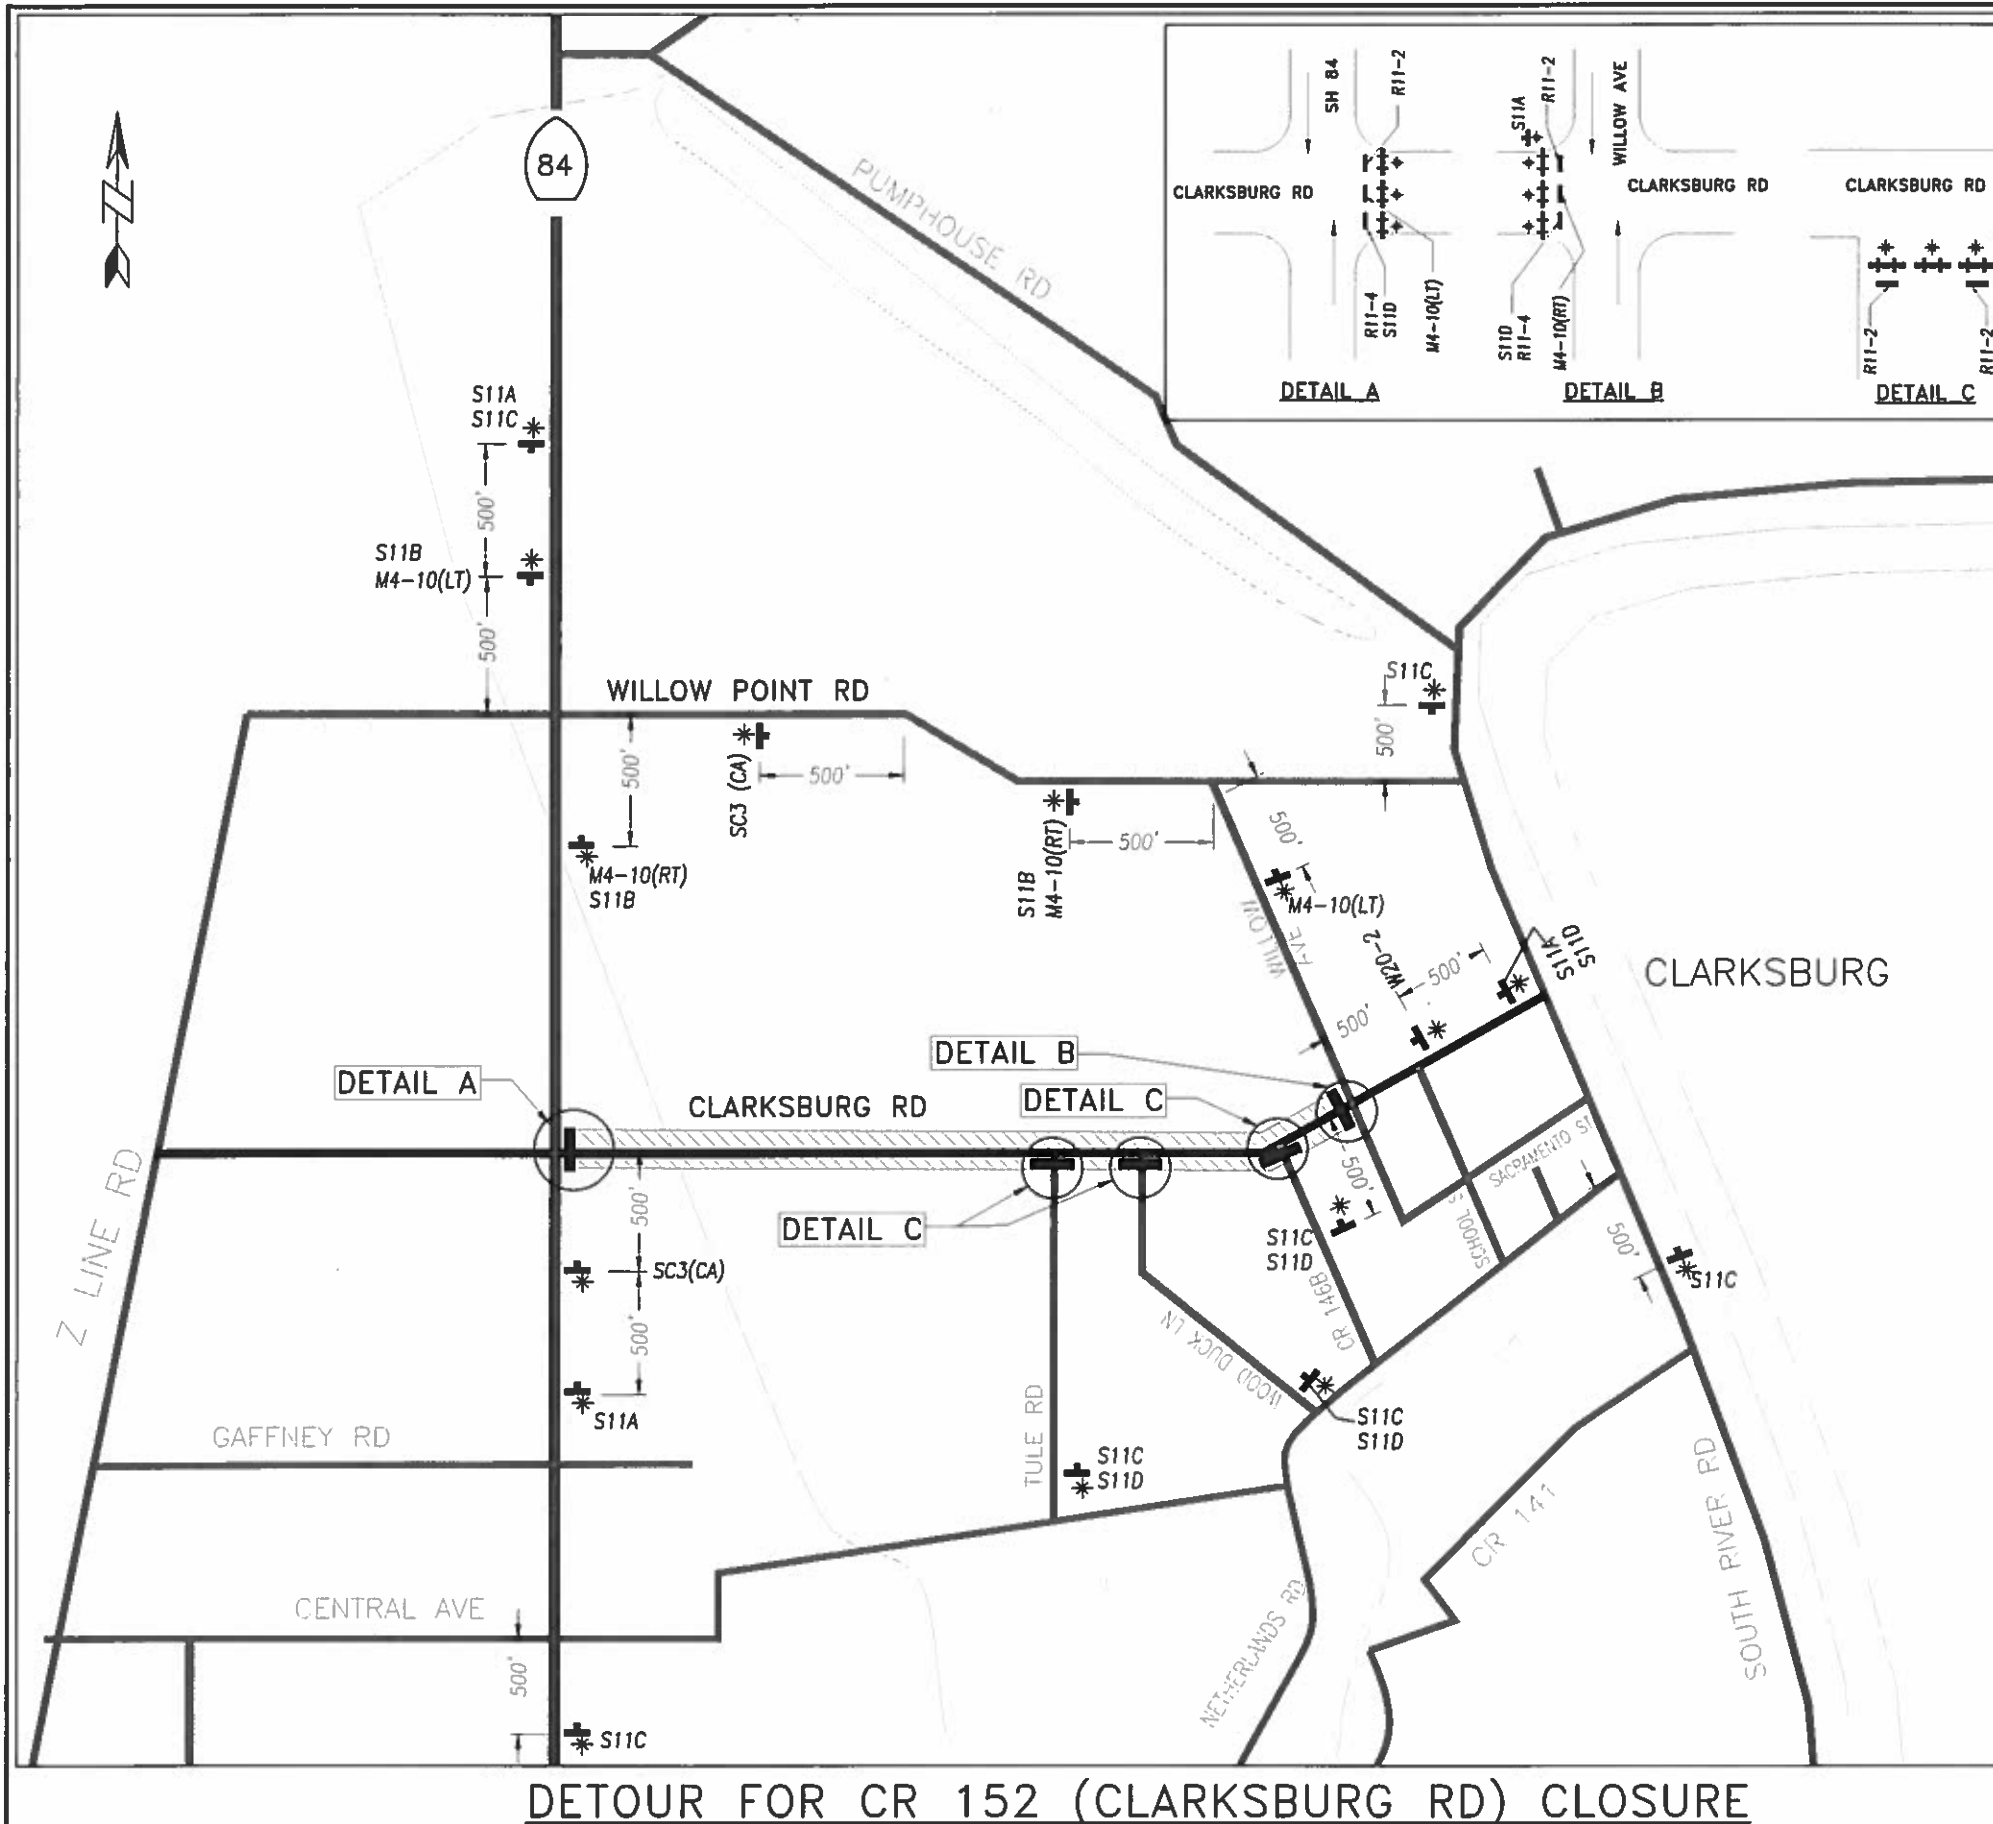 84
N
PUMPHOUSE RD
SH 84
R11-2
CLARKSBURG RD
R11-4
S11D
M4-10(LT)
DETAIL A
S11A
R11-2
WILLOW AVE
CLARKSBURG RD
S11D
R11-4
M4-10(RT)
DETAIL B
CLARKSBURG RD
R11-2
R11-2
DETAIL C
S11A
S11C
500'
S11B
M4-10(LT)
500'
WILLOW POINT RD
500'
SC3 (CA)
500'
M4-10(RT)
S11B
S11B
M4-10(RT)
500'
S11C
500'
500'
M4-10(LT)
WILLOW
AVE
TW20-2
500'
S11A
S11D
500'
CLARKSBURG
DETAIL A
DETAIL B
CLARKSBURG RD
DETAIL C
DETAIL C
500'
SC3(CA)
500'
S11A
500'
S11C
S11D
CR 146B
SCHOOL ST
SACRAMENTO ST
500'
S11C
Z LINE RD
GAFFNEY RD
TULE RD
WOOD DUCK LN
S11C
S11D
S11C
S11D
CENTRAL AVE
500'
S11C
NETHERLANDS RD
CR 141
SOUTH RIVER RD
DETOUR FOR CR 152 (CLARKSBURG RD) CLOSURE